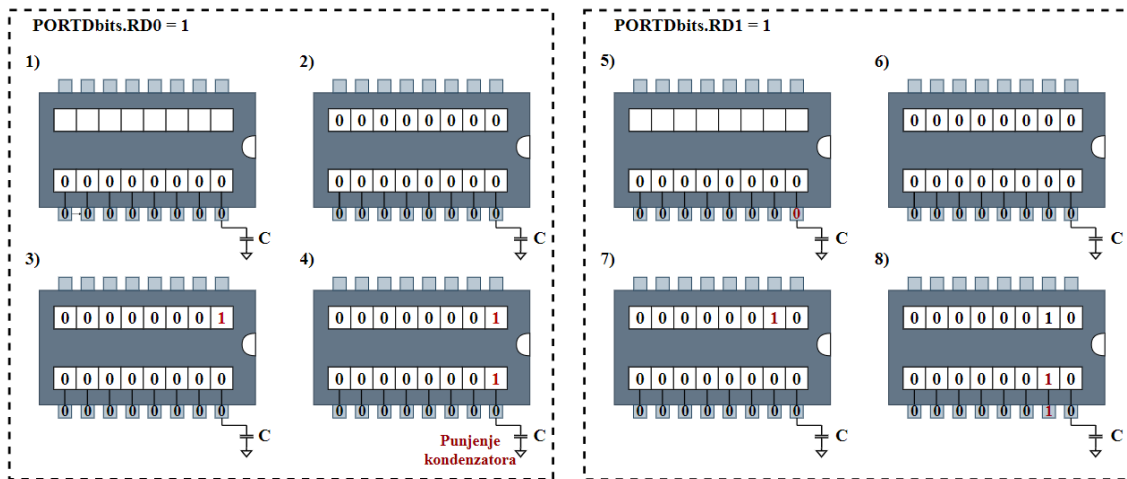 PORTDbits.RD0 = 1
1)
0 0 0 0 0 0 0 0
0 0 0 0 0 0 0 0
C
2)
0 0 0 0 0 0 0 0
0 0 0 0 0 0 0 0
0 0 0 0 0 0 0 0
C
3)
0 0 0 0 0 0 0 1
0 0 0 0 0 0 0 0
0 0 0 0 0 0 0 0
C
4)
0 0 0 0 0 0 0 1
0 0 0 0 0 0 0 1
0 0 0 0 0 0 0 0
C
Punjenje
kondenzatora
PORTDbits.RD1 = 1
5)
0 0 0 0 0 0 0 0
0 0 0 0 0 0 0 0
C
6)
0 0 0 0 0 0 0 0
0 0 0 0 0 0 0 0
0 0 0 0 0 0 0 0
C
7)
0 0 0 0 0 0 1 0
0 0 0 0 0 0 0 0
0 0 0 0 0 0 0 0
C
8)
0 0 0 0 0 0 1 0
0 0 0 0 0 0 1 0
0 0 0 0 0 0 1 0
C